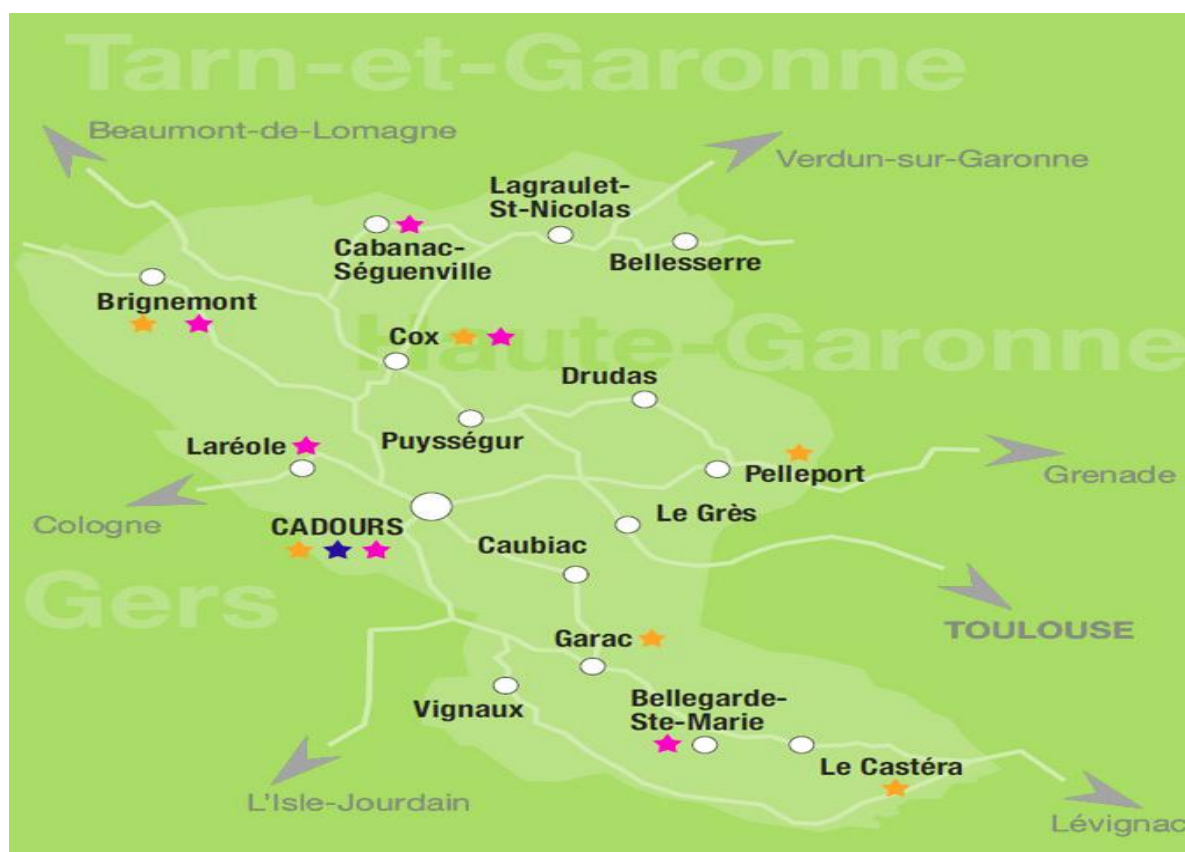 Tarn-et-Garonne
Beaumont-de-Lomagne
Verdun-sur-Garonne
Lagraulet-
St-Nicolas
Cabanac-
Séguenville
Bellesserre
Brignemont
Cox
Haute-Garonne
Drudas
Puysségur
Laréole
Pelleport
Grenade
Cologne
CADOURS
Le Grès
Caubiac
Gers
TOULOUSE
Garac
Vignaux
Bellegarde-
Ste-Marie
Le Castéra
L'Isle-Jourdain
Lévignac